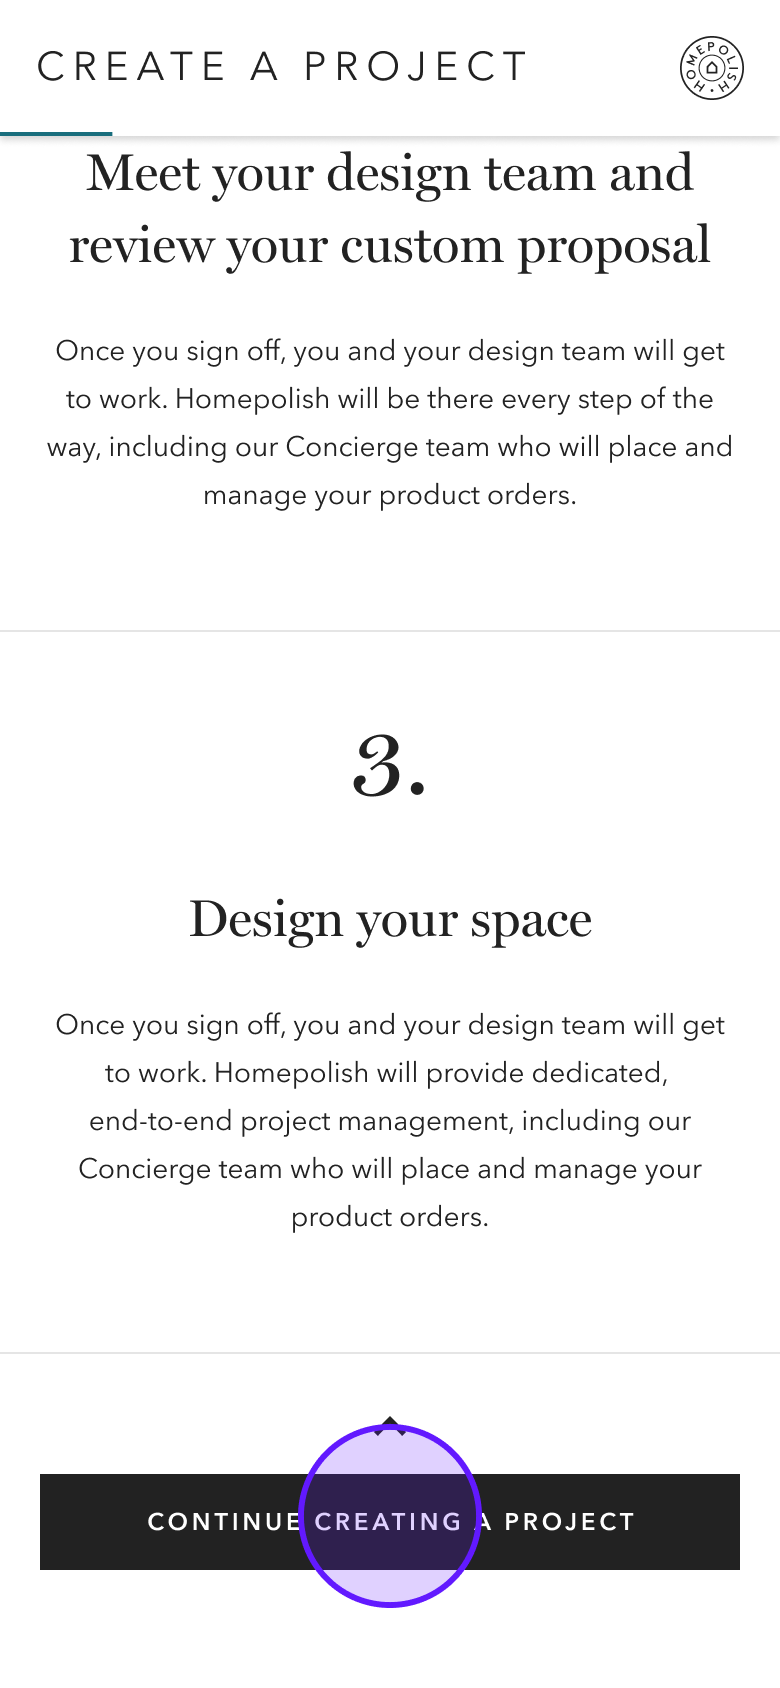 CREATE A PROJECT
HOMEPOLISH
Meet your design team and
review your custom proposal
Once you sign off, you and your design team will get
to work. Homepolish will be there every step of the
way, including our Concierge team who will place and
manage your product orders.
3.
Design your space
Once you sign off, you and your design team will get
to work. Homepolish will provide dedicated,
end-to-end project management, including our
Concierge team who will place and manage your
product orders.
CONTINUE CREATING A PROJECT